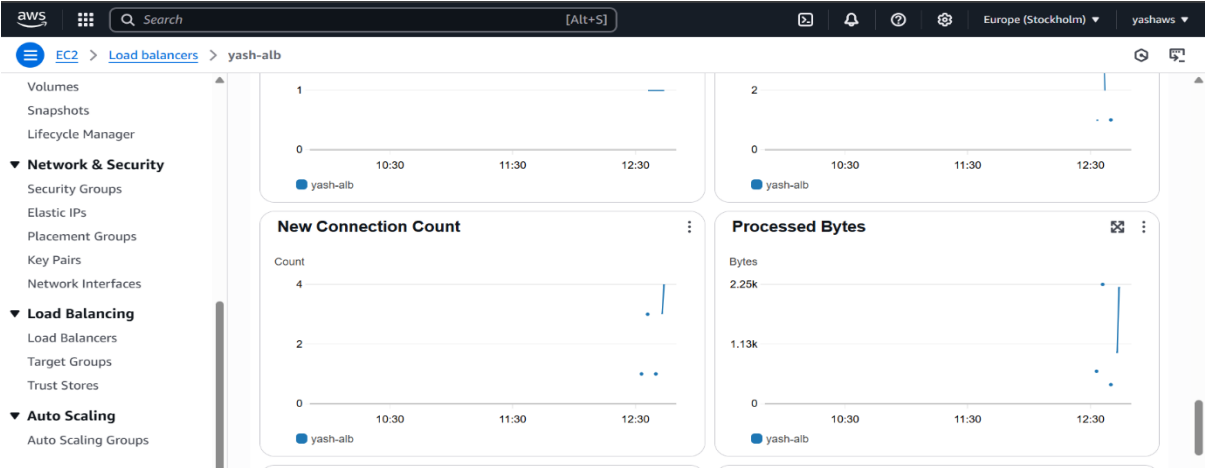 aws
Search [Alt+S] Europe (Stockholm) yashaws
EC2 > Load balancers > yash-alb
Volumes
Snapshots
Lifecycle Manager
Network & Security
Security Groups
Elastic IPs
Placement Groups
Key Pairs
Network Interfaces
Load Balancing
Load Balancers
Target Groups
Trust Stores
Auto Scaling
Auto Scaling Groups
1
0
10:30 11:30 12:30
yash-alb
2
0
10:30 11:30 12:30
yash-alb
New Connection Count
Count
4
2
0
10:30 11:30 12:30
yash-alb
Processed Bytes
Bytes
2.25k
1.13k
0
10:30 11:30 12:30
yash-alb